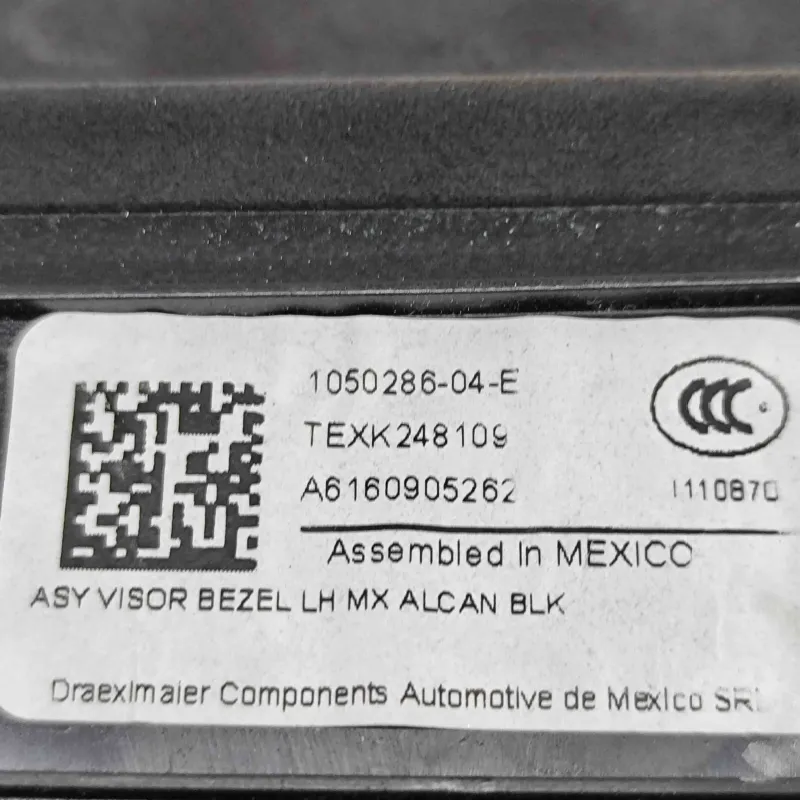 1050286-04-E
TEXK248109
A6160905262
CCC
Assembled In MEXICO
ASY VISOR BEZEL LH MX ALCAN BLK
Draexlmaier Components Automotive de Mexico